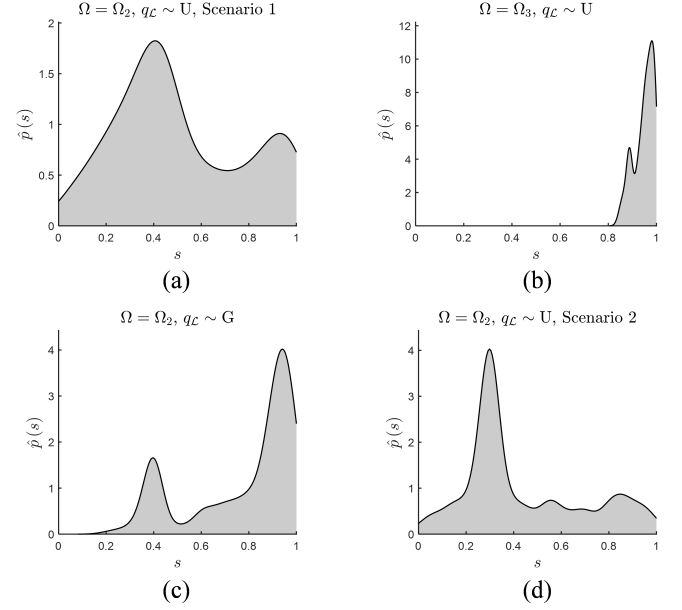 Ω = Ω₂, q_ℒ ∼ U, Scenario 1
2
1.5
1
0.5
0
p̂ (s)
0 0.2 0.4 0.6 0.8 1
s
(a)
Ω = Ω₃, q_ℒ ∼ U
12
10
8
6
4
2
0
p̂ (s)
0 0.2 0.4 0.6 0.8 1
s
(b)
Ω = Ω₂, q_ℒ ∼ G
4
3
2
1
0
p̂ (s)
0 0.2 0.4 0.6 0.8 1
s
(c)
Ω = Ω₂, q_ℒ ∼ U, Scenario 2
4
3
2
1
0
p̂ (s)
0 0.2 0.4 0.6 0.8 1
s
(d)